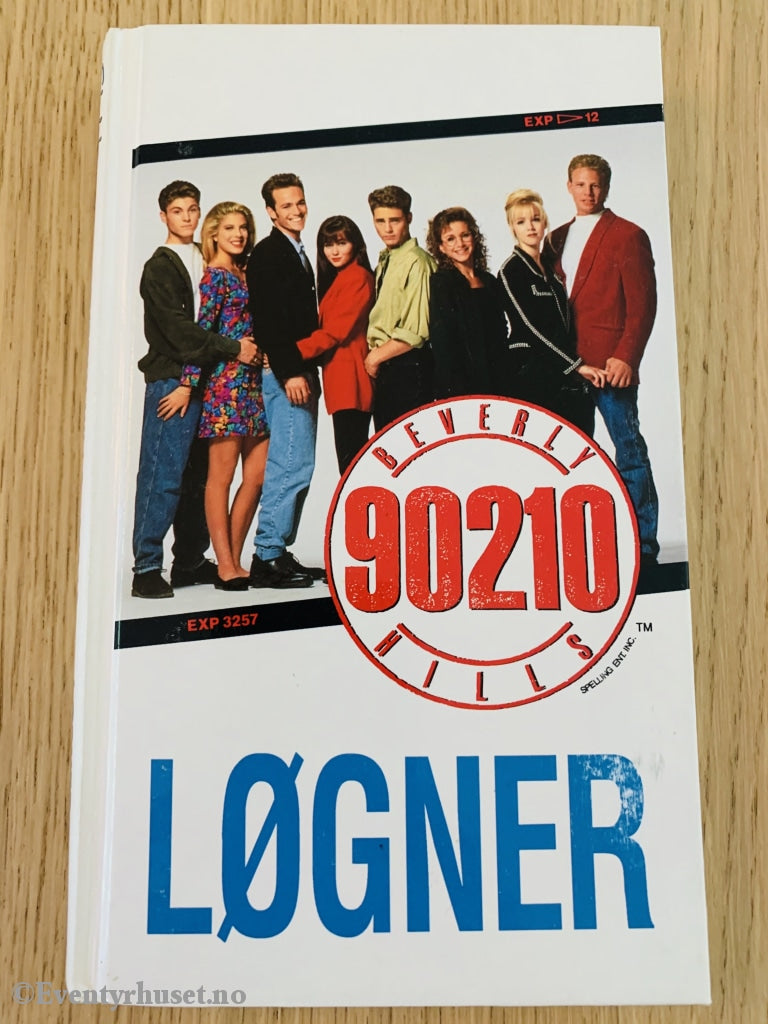 EXP ▷ 12
BEVERLY
90210
HILLS
TM
SPELLING ENT. INC.
EXP 3257
LØGNER
©Eventyrhuset.no